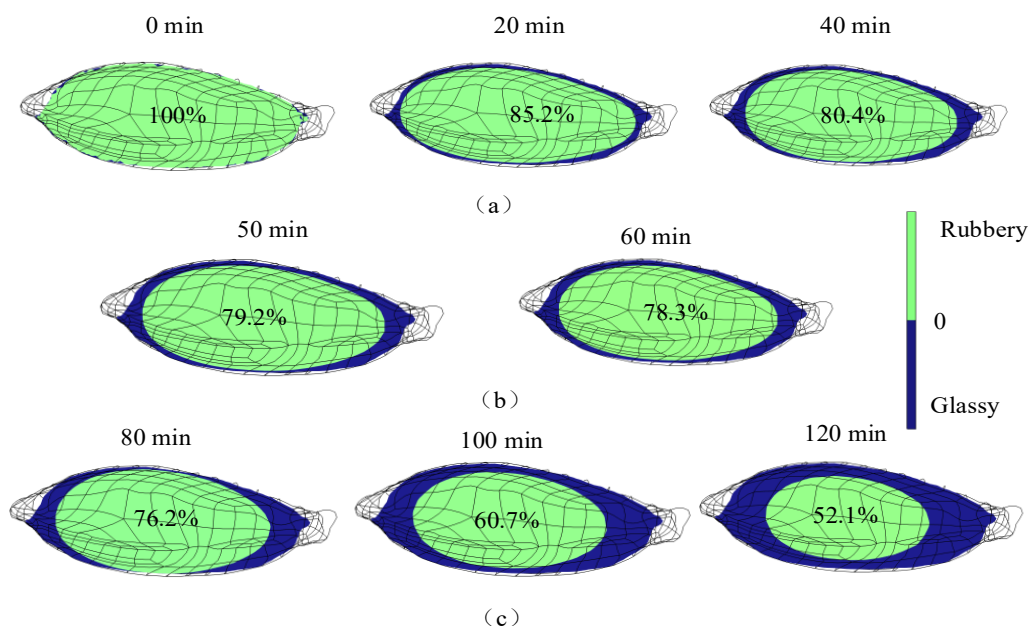 0 min
20 min
40 min
100%
85.2%
80.4%
（a）
50 min
60 min
Rubbery
79.2%
78.3%
0
Glassy
（b）
80 min
100 min
120 min
76.2%
60.7%
52.1%
（c）